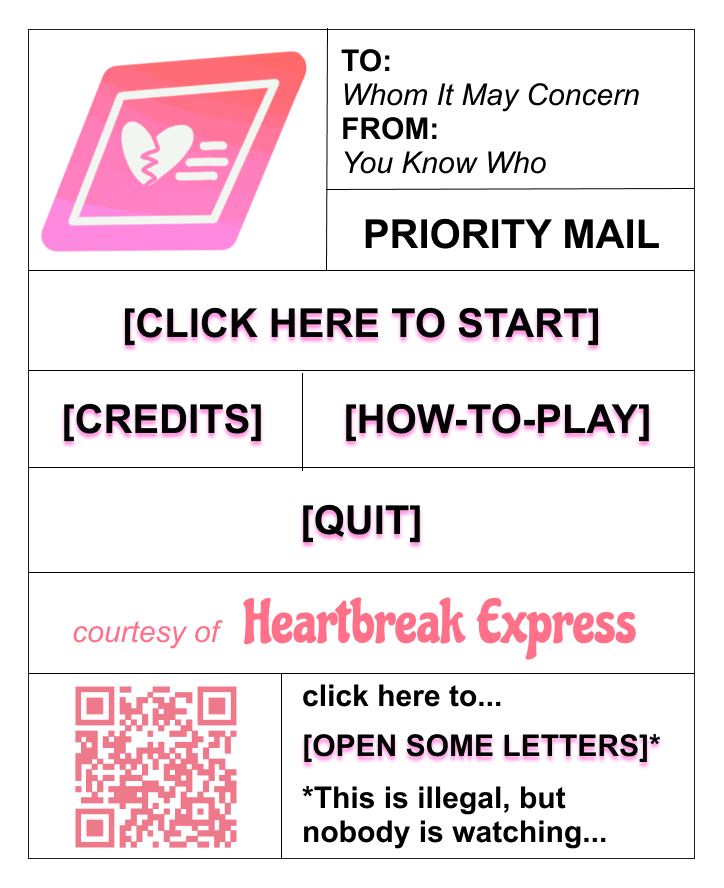 TO:
Whom It May Concern
FROM:
You Know Who
PRIORITY MAIL
[CLICK HERE TO START]
[CREDITS]
[HOW-TO-PLAY]
[QUIT]
courtesy of Heartbreak Express
click here to...
[OPEN SOME LETTERS]*
*This is illegal, but
nobody is watching...